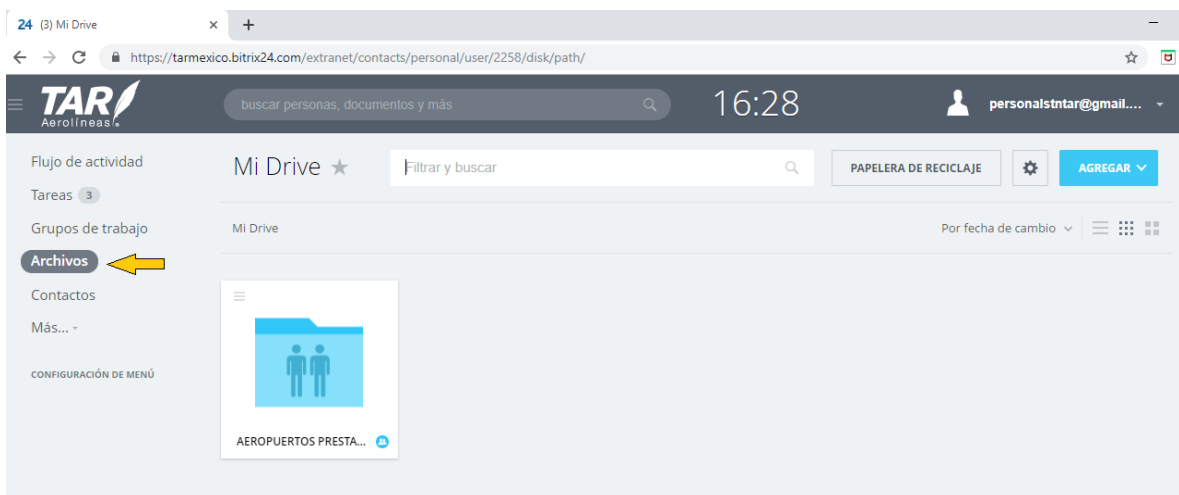 24 (3) Mi Drive
https://tarmexico.bitrix24.com/extranet/contacts/personal/user/2258/disk/path/
TAR
Aerolíneas
buscar personas, documentos y más
16:28
personalstntar@gmail....
Flujo de actividad
Tareas 3
Grupos de trabajo
Archivos
Contactos
Más... -
CONFIGURACIÓN DE MENÚ
Mi Drive
Filtrar y buscar
PAPELERA DE RECICLAJE
AGREGAR
Mi Drive
Por fecha de cambio
AEROPUERTOS PRESTA...